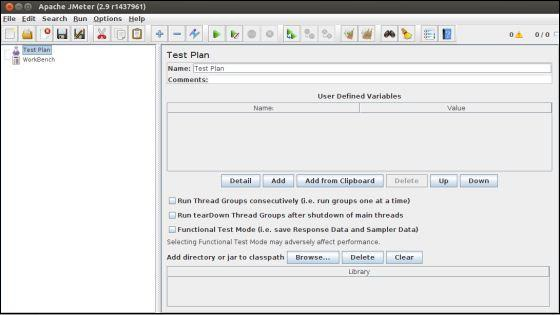 Apache JMeter (2.9 r1437961)
File Edit Search Run Options Help
0 0 / 0
Test Plan
WorkBench
Test Plan
Name: Test Plan
Comments:
User Defined Variables
Name: Value
Detail Add Add from Clipboard Delete Up Down
Run Thread Groups consecutively (i.e. run groups one at a time)
Run tearDown Thread Groups after shutdown of main threads
Functional Test Mode (i.e. save Response Data and Sampler Data)
Selecting Functional Test Mode may adversely affect performance.
Add directory or jar to classpath Browse... Delete Clear
Library